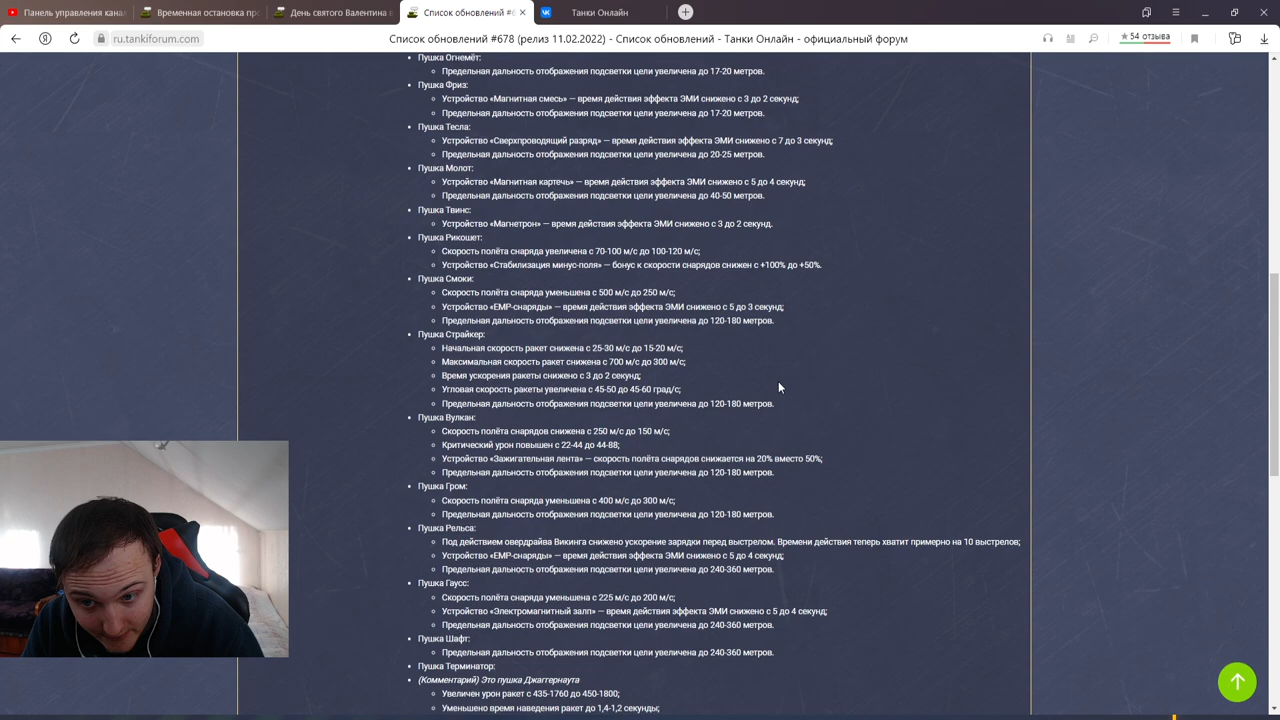 Панель управления канал
Временная остановка пр
День святого Валентина в
Список обновлений #6
Танки Онлайн
ru.tankiforum.com
Список обновлений #678 (релиз 11.02.2022) - Список обновлений - Танки Онлайн - официальный форум
54 отзыва
Пушка Огнемёт:
Предельная дальность отображения подсветки цели увеличена до 17-20 метров.
Пушка Фриз:
Устройство «Магнитная смесь» — время действия эффекта ЭМИ снижено с 3 до 2 секунд;
Предельная дальность отображения подсветки цели увеличена до 17-20 метров.
Пушка Тесла:
Устройство «Сверхпроводящий разряд» — время действия эффекта ЭМИ снижено с 7 до 3 секунд;
Предельная дальность отображения подсветки цели увеличена до 20-25 метров.
Пушка Молот:
Устройство «Магнитная картечь» — время действия эффекта ЭМИ снижено с 5 до 4 секунд;
Предельная дальность отображения подсветки цели увеличена до 40-50 метров.
Пушка Твинс:
Устройство «Магнетрон» — время действия эффекта ЭМИ снижено с 3 до 2 секунд.
Пушка Рикошет:
Скорость полёта снаряда увеличена с 70-100 м/с до 100-120 м/с;
Устройство «Стабилизация минус-поля» — бонус к скорости снарядов снижен с +100% до +50%.
Пушка Смоки:
Скорость полёта снаряда уменьшена с 500 м/с до 250 м/с;
Устройство «EMP-снаряды» — время действия эффекта ЭМИ снижено с 5 до 3 секунд;
Предельная дальность отображения подсветки цели увеличена до 120-180 метров.
Пушка Страйкер:
Начальная скорость ракет снижена с 25-30 м/с до 15-20 м/с;
Максимальная скорость ракет снижена с 700 м/с до 300 м/с;
Время ускорения ракеты снижено с 3 до 2 секунд;
Угловая скорость ракеты увеличена с 45-50 до 45-60 град/с;
Предельная дальность отображения подсветки цели увеличена до 120-180 метров.
Пушка Вулкан:
Скорость полёта снарядов снижена с 250 м/с до 150 м/с;
Критический урон повышен с 22-44 до 44-88;
Устройство «Зажигательная лента» — скорость полёта снарядов снижается на 20% вместо 50%;
Предельная дальность отображения подсветки цели увеличена до 120-180 метров.
Пушка Гром:
Скорость полёта снаряда уменьшена с 400 м/с до 300 м/с;
Предельная дальность отображения подсветки цели увеличена до 120-180 метров.
Пушка Рельса:
Под действием овердрайва Викинга снижено ускорение зарядки перед выстрелом. Времени действия теперь хватит примерно на 10 выстрелов;
Устройство «EMP-снаряды» — время действия эффекта ЭМИ снижено с 5 до 4 секунд;
Предельная дальность отображения подсветки цели увеличена до 240-360 метров.
Пушка Гаусс:
Скорость полёта снаряда уменьшена с 225 м/с до 200 м/с;
Устройство «Электромагнитный залп» — время действия эффекта ЭМИ снижено с 5 до 4 секунд;
Предельная дальность отображения подсветки цели увеличена до 240-360 метров.
Пушка Шафт:
Предельная дальность отображения подсветки цели увеличена до 240-360 метров.
Пушка Терминатор:
(Комментарий) Это пушка Джаггернаута
Увеличен урон ракет с 435-1760 до 450-1800;
Уменьшено время наведения ракет до 1,4-1,2 секунды;